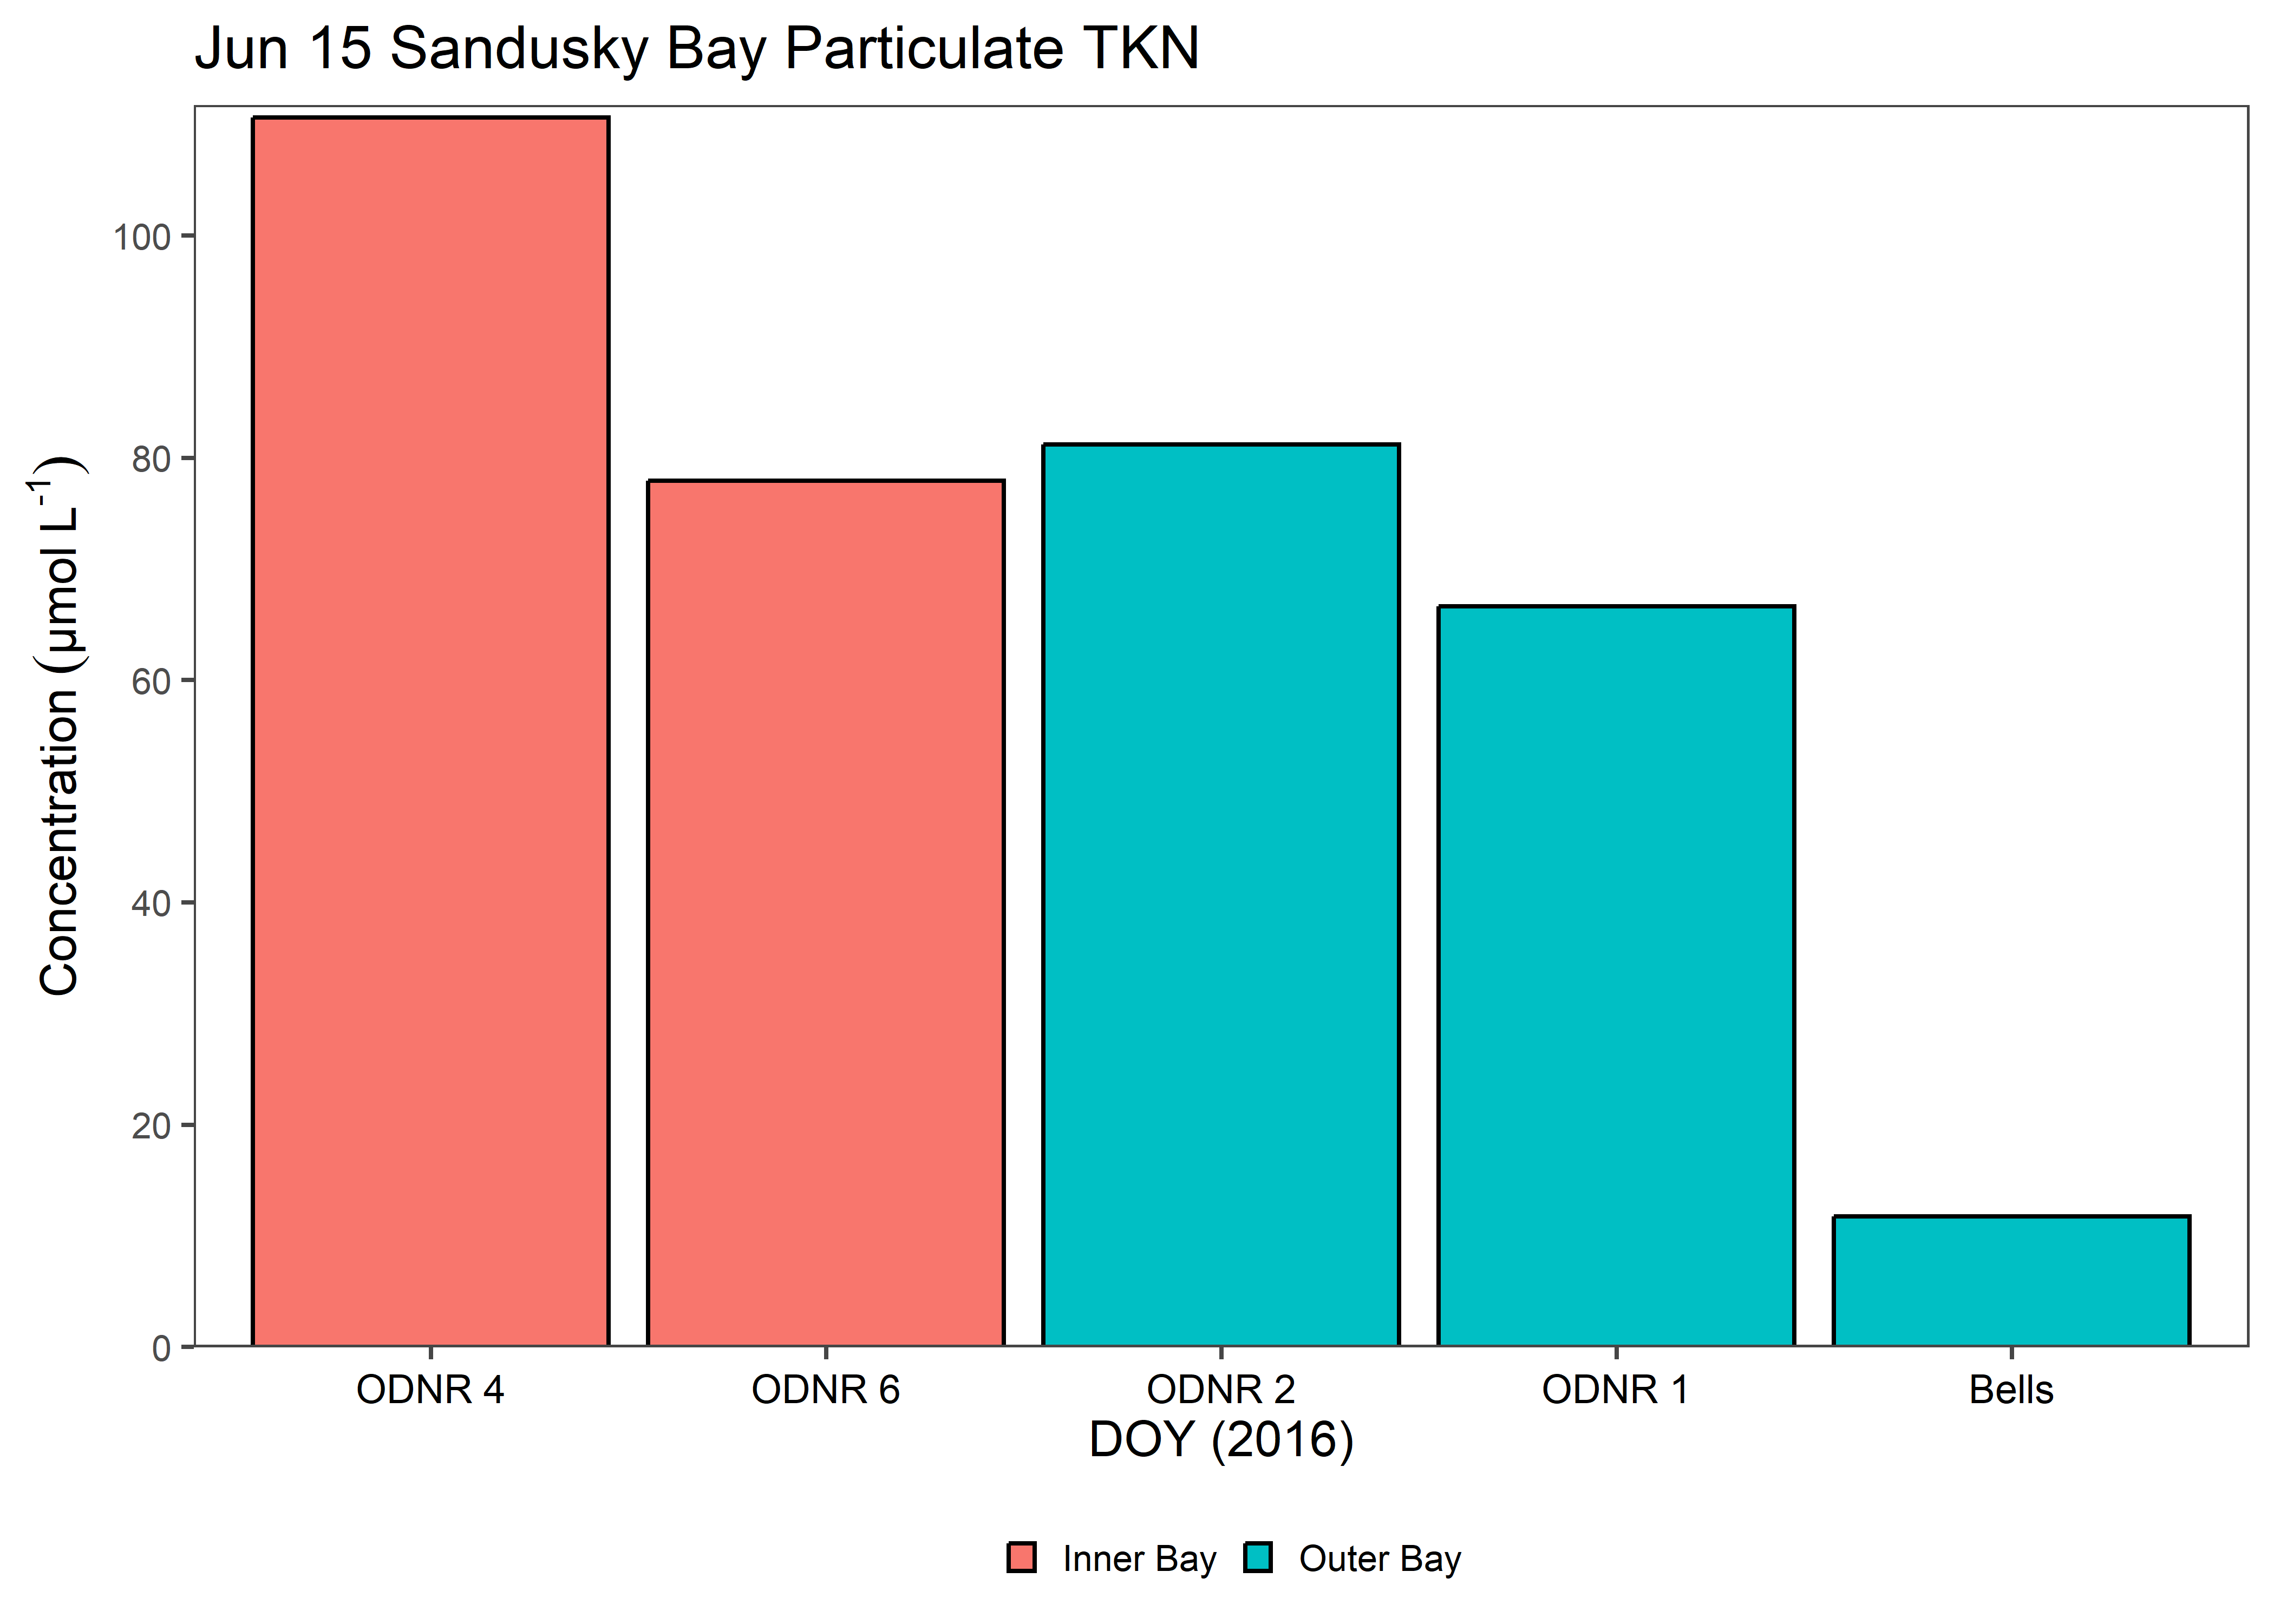 Jun 15 Sandusky Bay Particulate TKN
Concentration (µmol L⁻¹)
100
80
60
40
20
0
ODNR 4 ODNR 6 ODNR 2 ODNR 1 Bells
DOY (2016)
Inner Bay Outer Bay